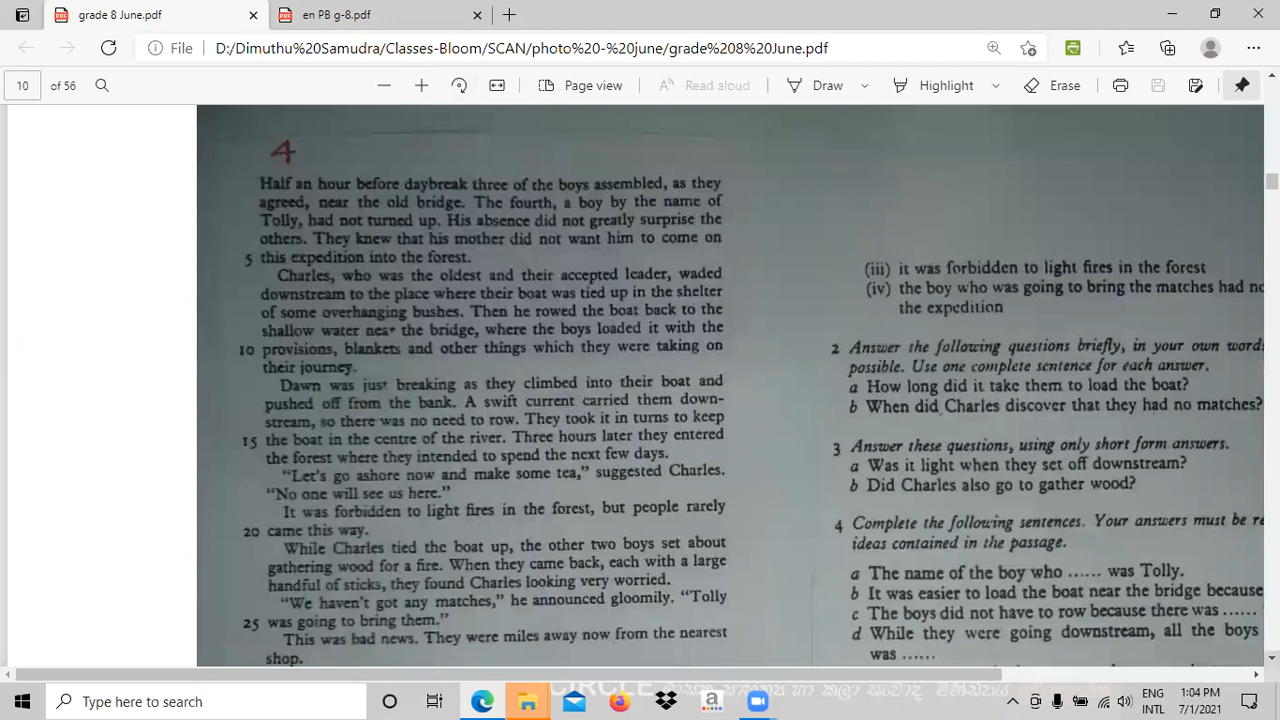 grade 8 June.pdf
en PB g-8.pdf
File
D:/Dimuthu%20Samudra/Classes-Bloom/SCAN/photo%20-%20june/grade%208%20June.pdf
10 of 56
Page view
Read aloud
Draw
Highlight
Erase
4
Half an hour before daybreak three of the boys assembled, as they
agreed, near the old bridge. The fourth, a boy by the name of
Tolly, had not turned up. His absence did not greatly surprise the
others. They knew that his mother did not want him to come on
5 this expedition into the forest.
Charles, who was the oldest and their accepted leader, waded
downstream to the place where their boat was tied up in the shelter
of some overhanging bushes. Then he rowed the boat back to the
shallow water near the bridge, where the boys loaded it with the
10 provisions, blankets and other things which they were taking on
their journey.
Dawn was just breaking as they climbed into their boat and
pushed off from the bank. A swift current carried them down-
stream, so there was no need to row. They took it in turns to keep
15 the boat in the centre of the river. Three hours later they entered
the forest where they intended to spend the next few days.
"Let's go ashore now and make some tea," suggested Charles.
"No one will see us here."
It was forbidden to light fires in the forest, but people rarely
20 came this way.
While Charles tied the boat up, the other two boys set about
gathering wood for a fire. When they came back, each with a large
handful of sticks, they found Charles looking very worried.
"We haven't got any matches," he announced gloomily. "Tolly
25 was going to bring them."
This was bad news. They were miles away now from the nearest
shop.
(iii) it was forbidden to light fires in the forest
(iv) the boy who was going to bring the matches had no
the expedition
2 Answer the following questions briefly, in your own word
possible. Use one complete sentence for each answer.
a How long did it take them to load the boat?
b When did Charles discover that they had no matches?
3 Answer these questions, using only short form answers.
a Was it light when they set off downstream?
b Did Charles also go to gather wood?
4 Complete the following sentences. Your answers must be re
ideas contained in the passage.
a The name of the boy who ...... was Tolly.
b It was easier to load the boat near the bridge because
c The boys did not have to row because there was ......
d While they were going downstream, all the boys
was ......
CIRCLE
Type here to search
ENG
INTL
1:04 PM
7/1/2021